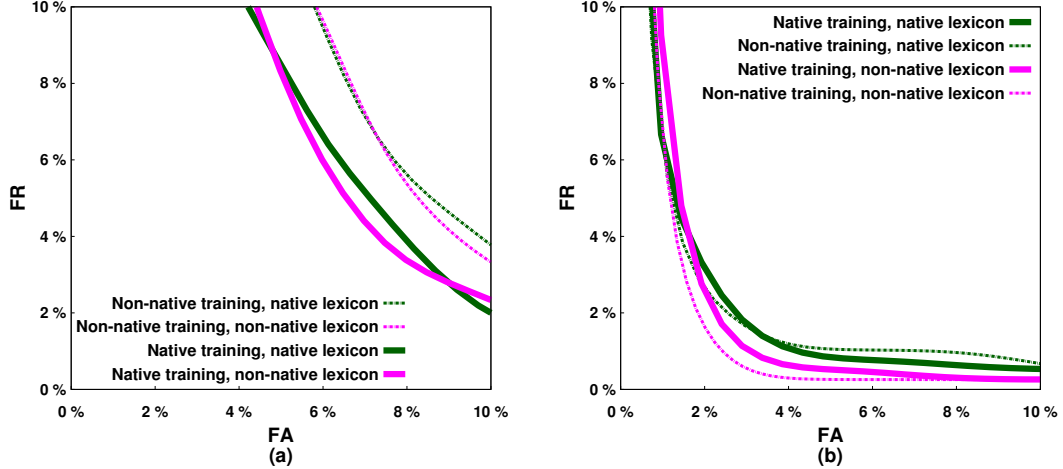 10 %
8 %
6 %
4 %
2 %
0 %
FR
Non-native training, native lexicon
Non-native training, non-native lexicon
Native training, native lexicon
Native training, non-native lexicon
0 %
2 %
4 %
6 %
8 %
10 %
FA
(a)
10 %
8 %
6 %
4 %
2 %
0 %
FR
Native training, native lexicon
Non-native training, native lexicon
Native training, non-native lexicon
Non-native training, non-native lexicon
0 %
2 %
4 %
6 %
8 %
10 %
FA
(b)